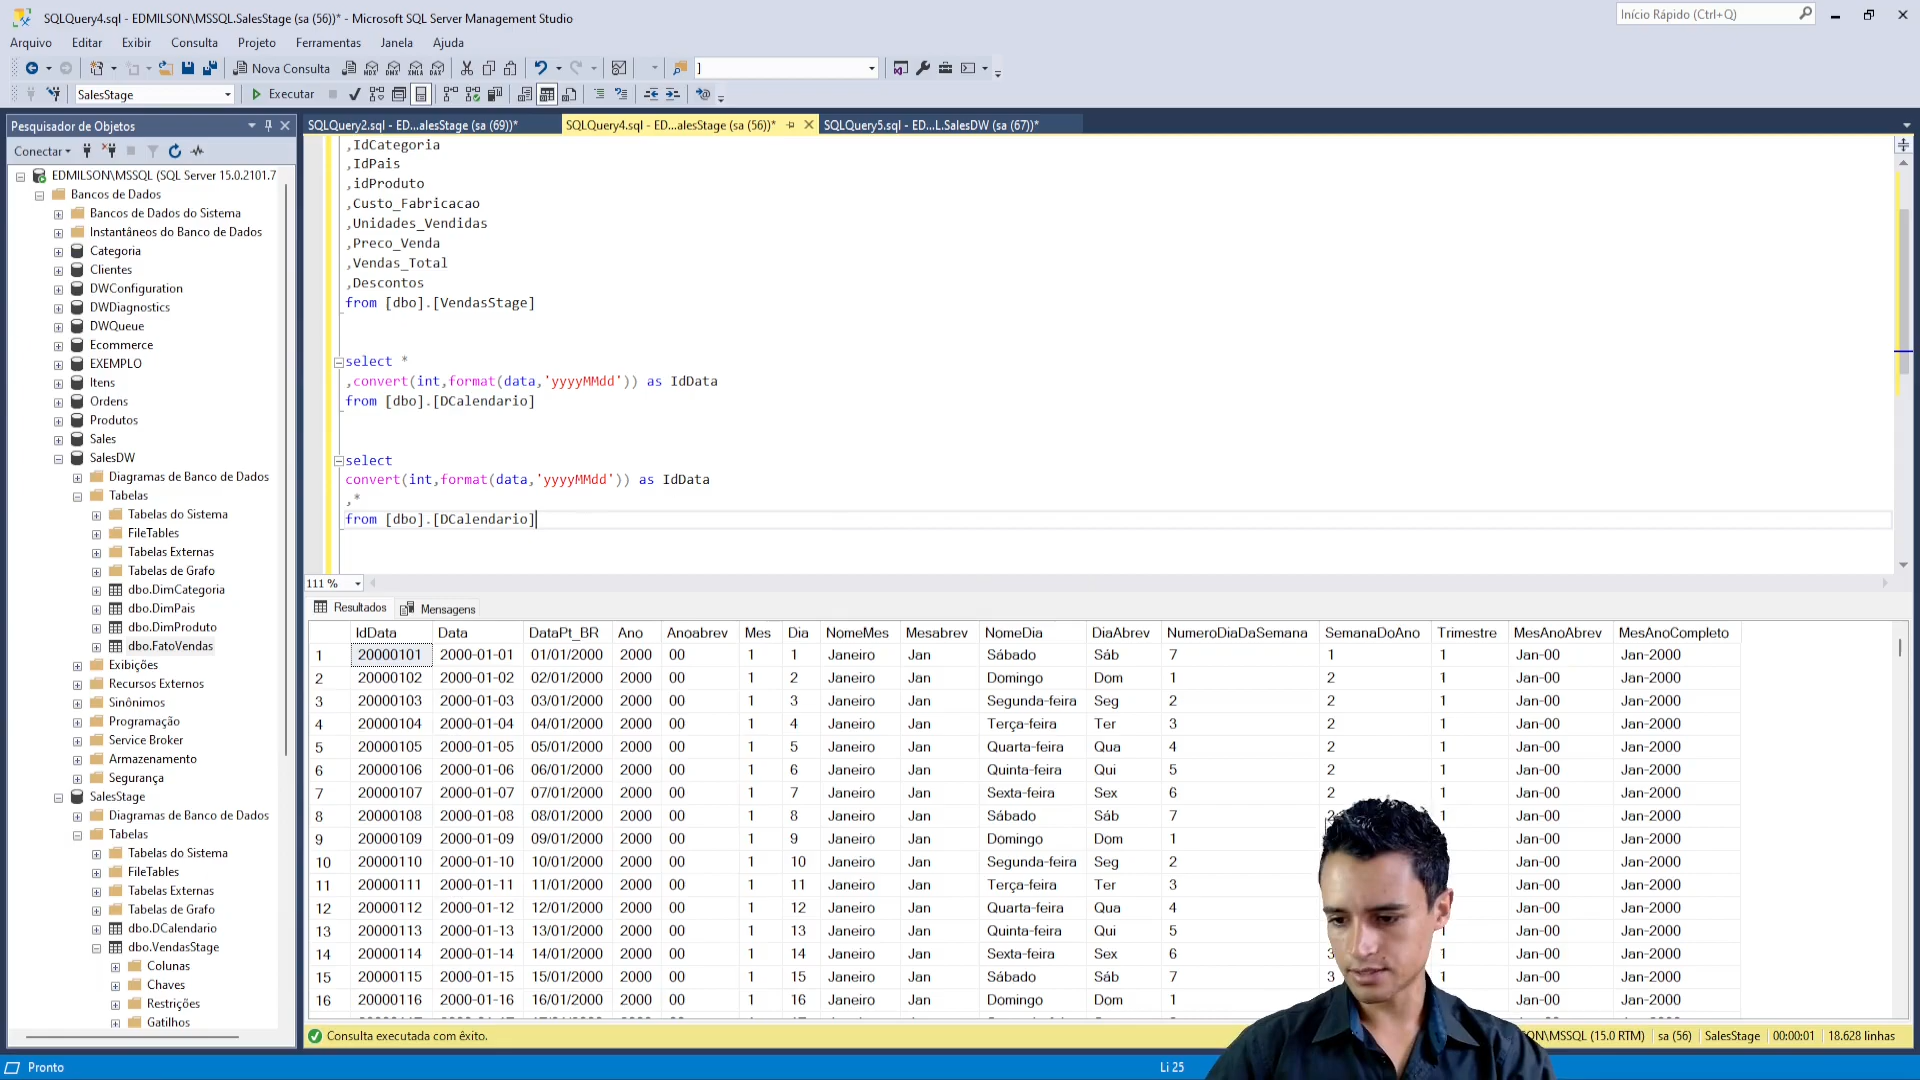 SQLQuery4.sql - EDMILSON\MSSQL.SalesStage (sa (56))* - Microsoft SQL Server Management Studio
Início Rápido (Ctrl+Q)
Arquivo Editar Exibir Consulta Projeto Ferramentas Janela Ajuda
Nova Consulta ]
SalesStage Executar
Pesquisador de Objetos
Conectar
EDMILSON\MSSQL (SQL Server 15.0.2101.7
Bancos de Dados
Bancos de Dados do Sistema
Instantâneos do Banco de Dados
Categoria
Clientes
DWConfiguration
DWDiagnostics
DWQueue
Ecommerce
EXEMPLO
Itens
Ordens
Produtos
Sales
SalesDW
Diagramas de Banco de Dados
Tabelas
Tabelas do Sistema
FileTables
Tabelas Externas
Tabelas de Grafo
dbo.DimCategoria
dbo.DimPais
dbo.DimProduto
dbo.FatoVendas
Exibições
Recursos Externos
Sinônimos
Programação
Service Broker
Armazenamento
Segurança
SalesStage
Diagramas de Banco de Dados
Tabelas
Tabelas do Sistema
FileTables
Tabelas Externas
Tabelas de Grafo
dbo.DCalendario
dbo.VendasStage
Colunas
Chaves
Restrições
Gatilhos
SQLQuery2.sql - ED...alesStage (sa (69))* SQLQuery4.sql - ED...alesStage (sa (56))* SQLQuery5.sql - ED...L.SalesDW (sa (67))*
,IdCategoria
,IdPais
,idProduto
,Custo_Fabricacao
,Unidades_Vendidas
,Preco_Venda
,Vendas_Total
,Descontos
from [dbo].[VendasStage]
select *
,convert(int,format(data,'yyyyMMdd')) as IdData
from [dbo].[DCalendario]
select
convert(int,format(data,'yyyyMMdd')) as IdData
,*
from [dbo].[DCalendario]
111 %
Resultados Mensagens
IdData Data DataPt_BR Ano Anoabrev Mes Dia NomeMes Mesabrev NomeDia DiaAbrev NumeroDiaDaSemana SemanaDoAno Trimestre MesAnoAbrev MesAnoCompleto
1 20000101 2000-01-01 01/01/2000 2000 00 1 1 Janeiro Jan Sábado Sáb 7 1 1 Jan-00 Jan-2000
2 20000102 2000-01-02 02/01/2000 2000 00 1 2 Janeiro Jan Domingo Dom 1 2 1 Jan-00 Jan-2000
3 20000103 2000-01-03 03/01/2000 2000 00 1 3 Janeiro Jan Segunda-feira Seg 2 2 1 Jan-00 Jan-2000
4 20000104 2000-01-04 04/01/2000 2000 00 1 4 Janeiro Jan Terça-feira Ter 3 2 1 Jan-00 Jan-2000
5 20000105 2000-01-05 05/01/2000 2000 00 1 5 Janeiro Jan Quarta-feira Qua 4 2 1 Jan-00 Jan-2000
6 20000106 2000-01-06 06/01/2000 2000 00 1 6 Janeiro Jan Quinta-feira Qui 5 2 1 Jan-00 Jan-2000
7 20000107 2000-01-07 07/01/2000 2000 00 1 7 Janeiro Jan Sexta-feira Sex 6 2 1 Jan-00 Jan-2000
8 20000108 2000-01-08 08/01/2000 2000 00 1 8 Janeiro Jan Sábado Sáb 7 2 1 Jan-00 Jan-2000
9 20000109 2000-01-09 09/01/2000 2000 00 1 9 Janeiro Jan Domingo Dom 1 1 Jan-00 Jan-2000
10 20000110 2000-01-10 10/01/2000 2000 00 1 10 Janeiro Jan Segunda-feira Seg 2 1 Jan-00 Jan-2000
11 20000111 2000-01-11 11/01/2000 2000 00 1 11 Janeiro Jan Terça-feira Ter 3 1 Jan-00 Jan-2000
12 20000112 2000-01-12 12/01/2000 2000 00 1 12 Janeiro Jan Quarta-feira Qua 4 Jan-00 Jan-2000
13 20000113 2000-01-13 13/01/2000 2000 00 1 13 Janeiro Jan Quinta-feira Qui 5 1 Jan-00 Jan-2000
14 20000114 2000-01-14 14/01/2000 2000 00 1 14 Janeiro Jan Sexta-feira Sex 6 3 1 Jan-00 Jan-2000
15 20000115 2000-01-15 15/01/2000 2000 00 1 15 Janeiro Jan Sábado Sáb 7 3 1 Jan-00 Jan-2000
16 20000116 2000-01-16 16/01/2000 2000 00 1 16 Janeiro Jan Domingo Dom 1 1 Jan-00 Jan-2000
Consulta executada com êxito. ON\MSSQL (15.0 RTM) sa (56) SalesStage 00:00:01 18.628 linhas
Pronto Li 25